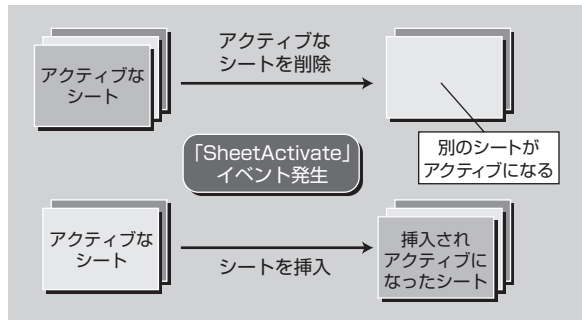 アクティブな
シート
アクティブな
シートを削除
別のシートが
アクティブになる
「SheetActivate」
イベント発生
アクティブな
シート
シートを挿入
挿入され
アクティブに
なったシート